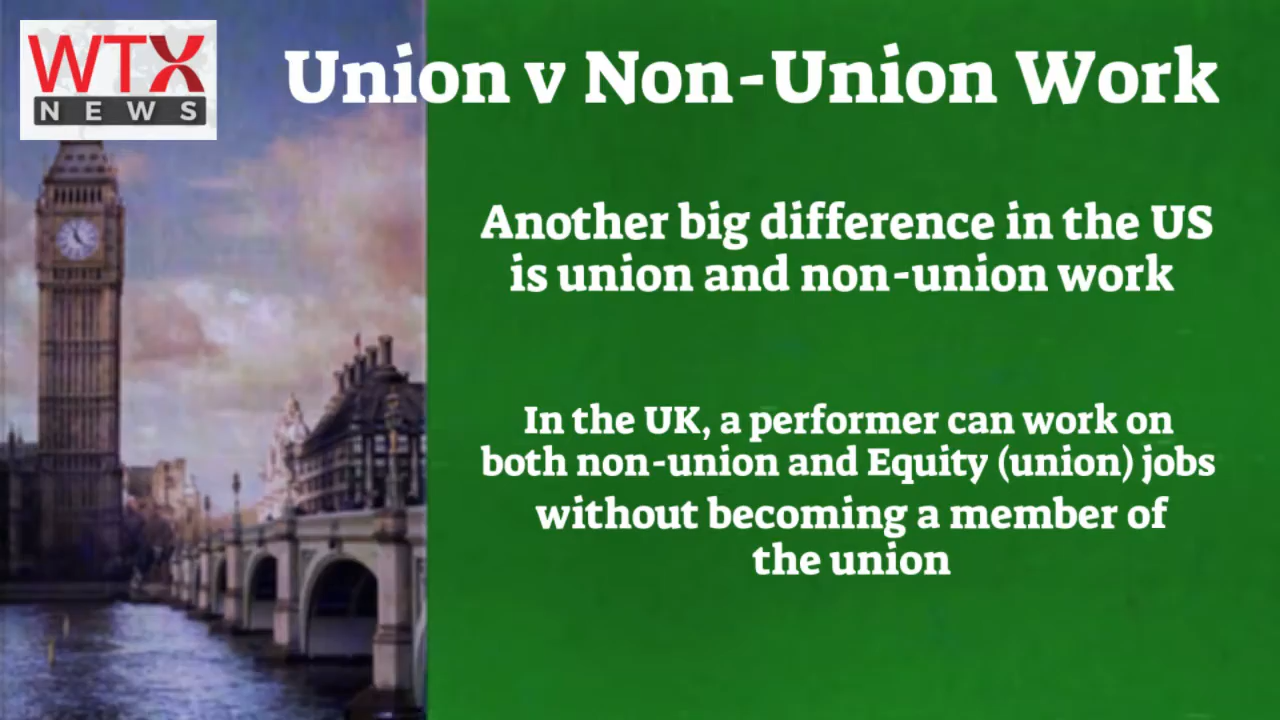 WTX
NEWS
Union v Non-Union Work
Another big difference in the US
is union and non-union work
In the UK, a performer can work on
both non-union and Equity (union) jobs
without becoming a member of
the union